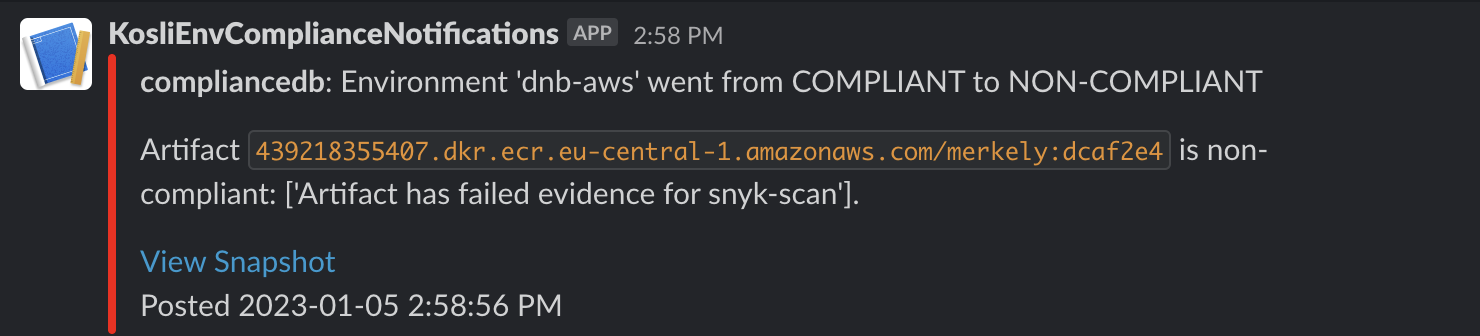 KosliEnvComplianceNotifications APP 2:58 PM
compliancedb: Environment 'dnb-aws' went from COMPLIANT to NON-COMPLIANT
Artifact 439218355407.dkr.ecr.eu-central-1.amazonaws.com/merkely:dcaf2e4 is non-
compliant: ['Artifact has failed evidence for snyk-scan'].
View Snapshot
Posted 2023-01-05 2:58:56 PM